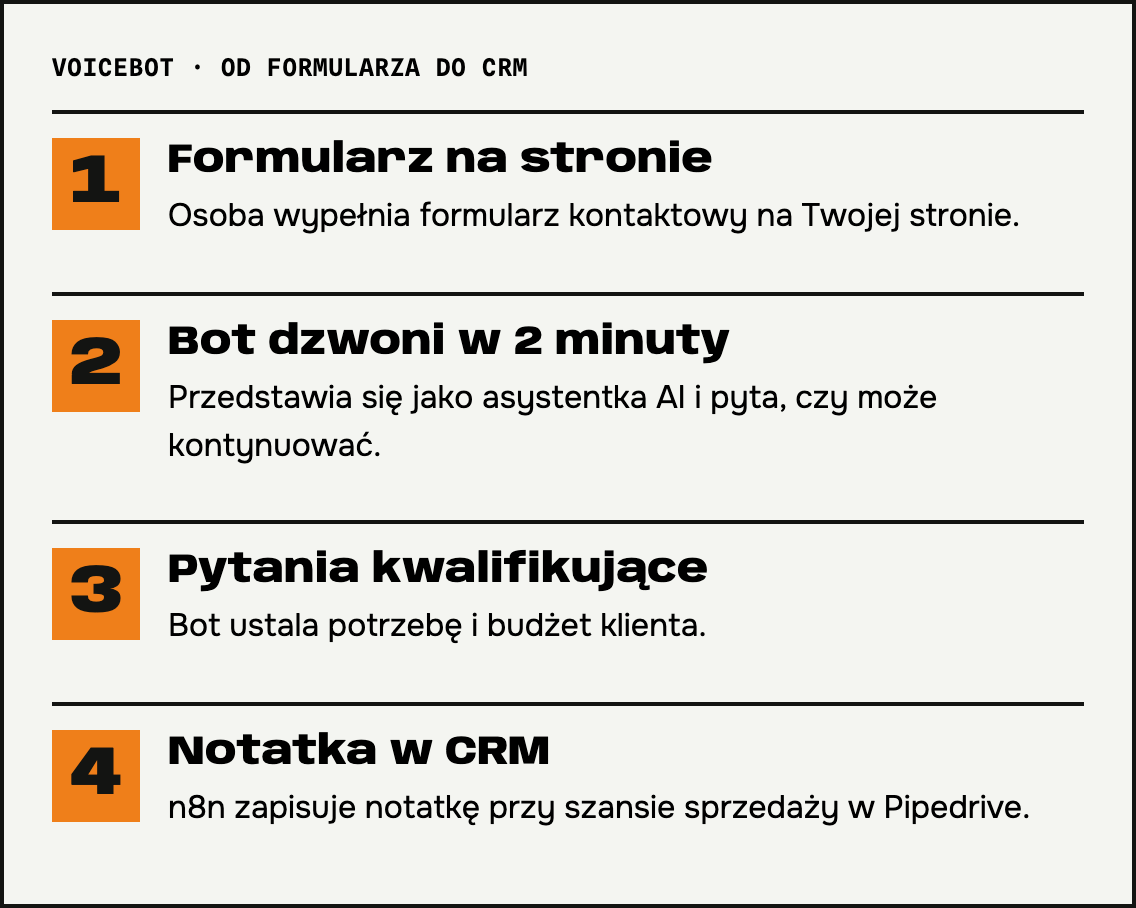 VOICEBOT · OD FORMULARZA DO CRM
1
Formularz na stronie
Osoba wypełnia formularz kontaktowy na Twojej stronie.
2
Bot dzwoni w 2 minuty
Przedstawia się jako asystentka AI i pyta, czy może
kontynuować.
3
Pytania kwalifikujące
Bot ustala potrzebę i budżet klienta.
4
Notatka w CRM
n8n zapisuje notatkę przy szansie sprzedaży w Pipedrive.